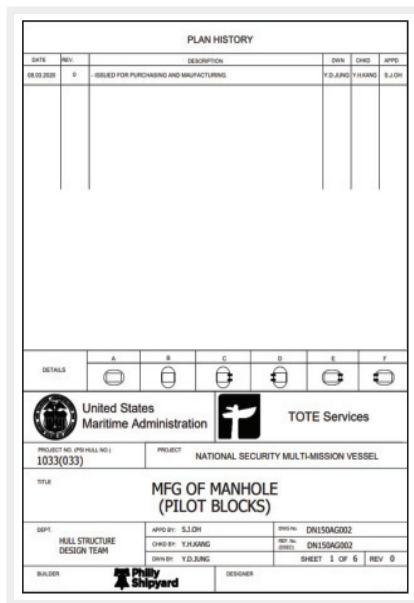 PLAN HISTORY
DATE REV. DESCRIPTION DWN CHKD APPD
08.03.2020 0 - ISSUED FOR PURCHASING AND MAUFACTURING. Y.D.JUNG Y.H.KANG S.J.OH
DETAILS A B C D E F
United States
Maritime Administration
TOTE Services
PROJECT NO. (PSI HULL NO.)
1033(033)
PROJECT
NATIONAL SECURITY MULTI-MISSION VESSEL
TITLE
MFG OF MANHOLE
(PILOT BLOCKS)
DEPT.
HULL STRUCTURE
DESIGN TEAM
APPD BY: S.J.OH
CHKD BY: Y.H.KANG
DWN BY: Y.D.JUNG
DWG No. DN150AG002
REF. No. DN150AG002
SHEET 1 OF 6 REV 0
BUILDER
Philly
Shipyard
DESIGNER